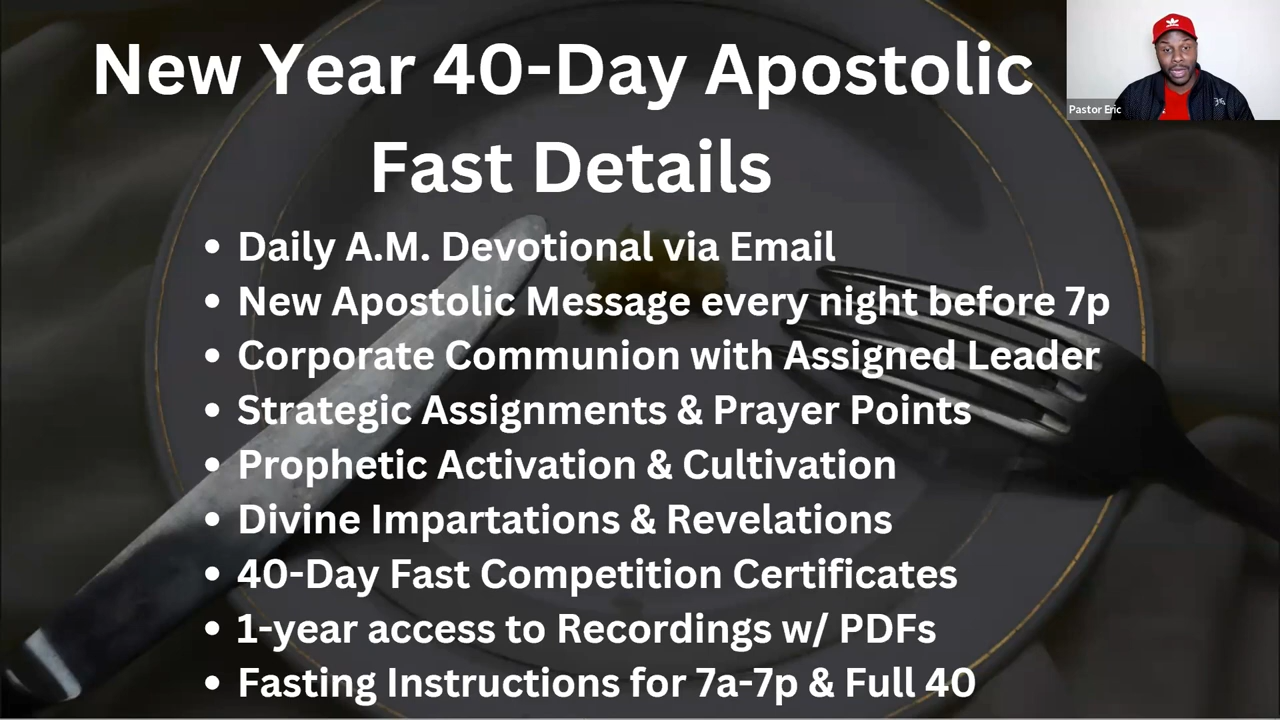 New Year 40-Day Apostolic
Fast Details
• Daily A.M. Devotional via Email
• New Apostolic Message every night before 7p
• Corporate Communion with Assigned Leader
• Strategic Assignments & Prayer Points
• Prophetic Activation & Cultivation
• Divine Impartations & Revelations
• 40-Day Fast Competition Certificates
• 1-year access to Recordings w/ PDFs
• Fasting Instructions for 7a-7p & Full 40
Pastor Eric